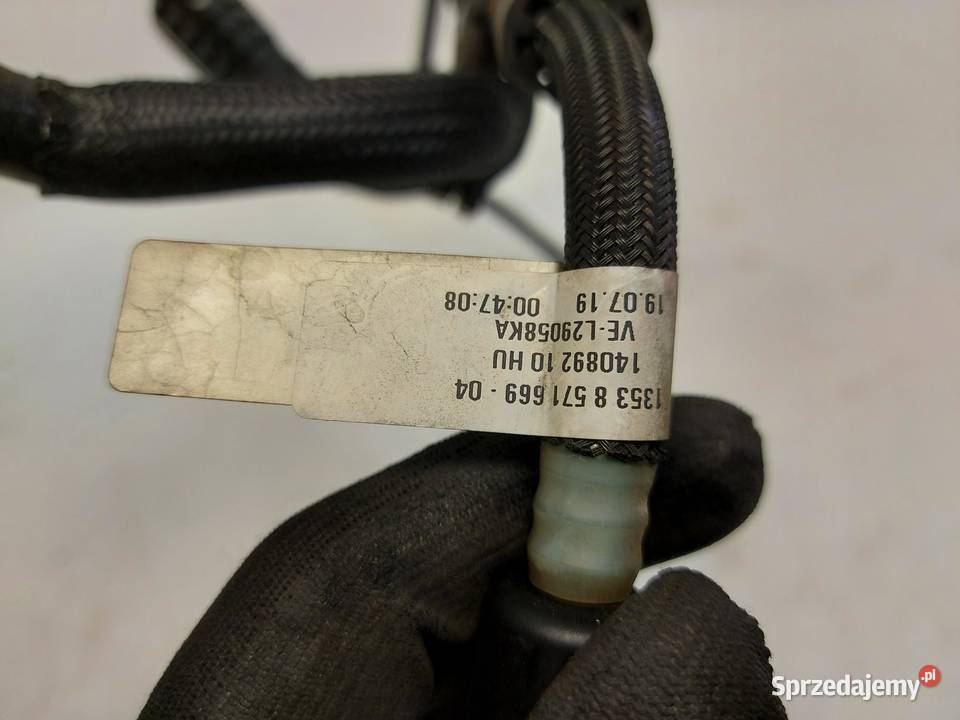 1353 8 571 669 - 04
140892 10 HU
VE-L29058KA
19.07.19 00:47:08
Sprzedajemy.pl